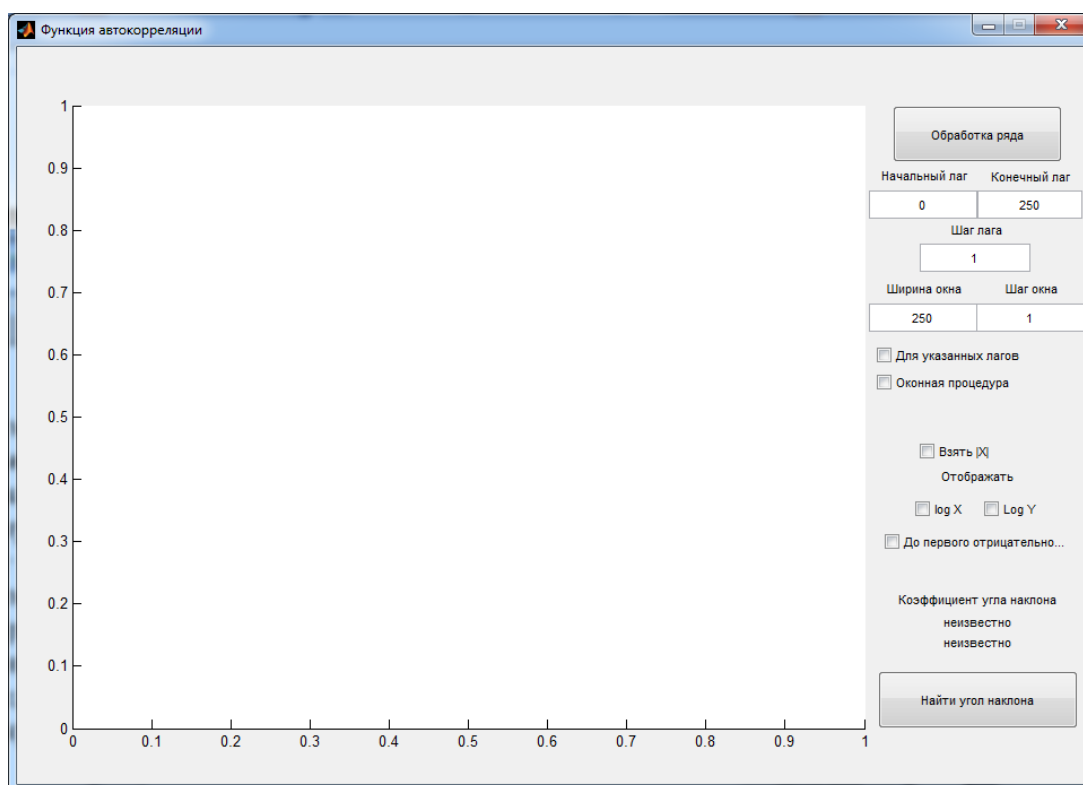 Функция автокорреляции
1
0.9
0.8
0.7
0.6
0.5
0.4
0.3
0.2
0.1
0
0 0.1 0.2 0.3 0.4 0.5 0.6 0.7 0.8 0.9 1
Обработка ряда
Начальный лаг Конечный лаг
0 250
Шаг лага
1
Ширина окна Шаг окна
250 1
Для указанных лагов
Оконная процедура
Взять |X|
Отображать
log X Log Y
До первого отрицательно...
Коэффициент угла наклона
неизвестно
неизвестно
Найти угол наклона